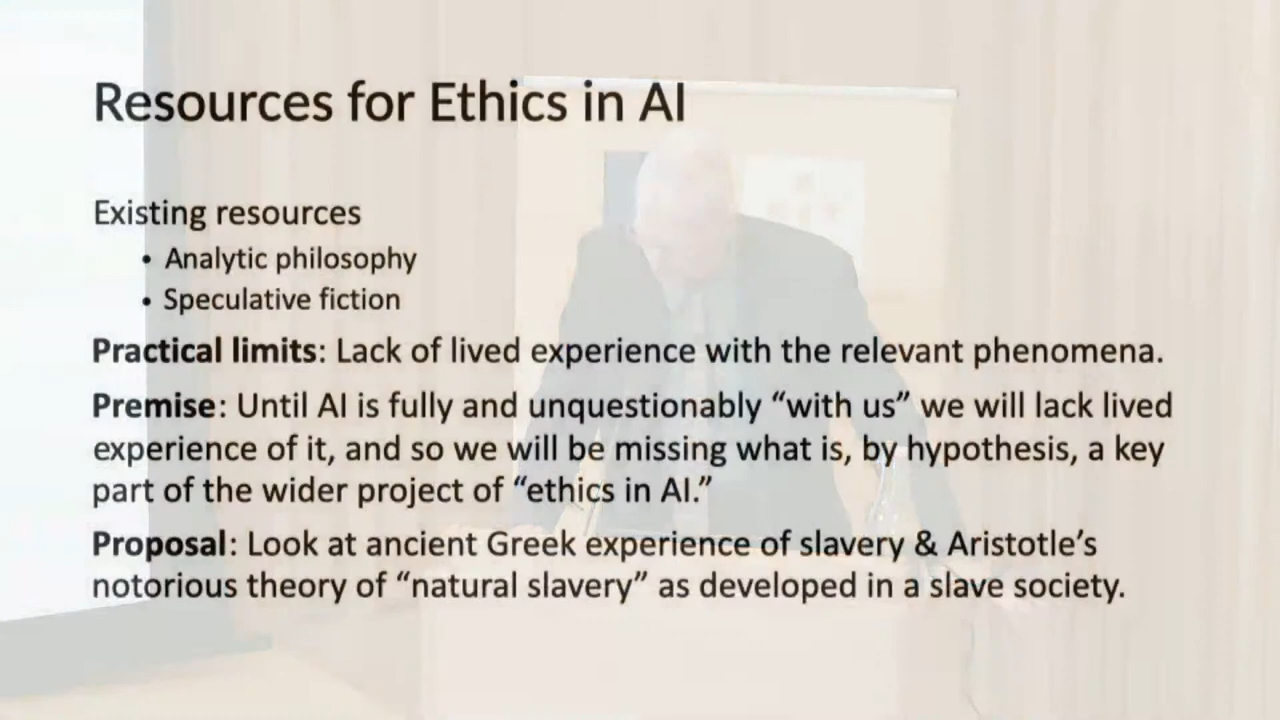 Resources for Ethics in AI
Existing resources
• Analytic philosophy
• Speculative fiction
Practical limits: Lack of lived experience with the relevant phenomena.
Premise: Until AI is fully and unquestionably “with us” we will lack lived
experience of it, and so we will be missing what is, by hypothesis, a key
part of the wider project of “ethics in AI.”
Proposal: Look at ancient Greek experience of slavery & Aristotle’s
notorious theory of “natural slavery” as developed in a slave society.